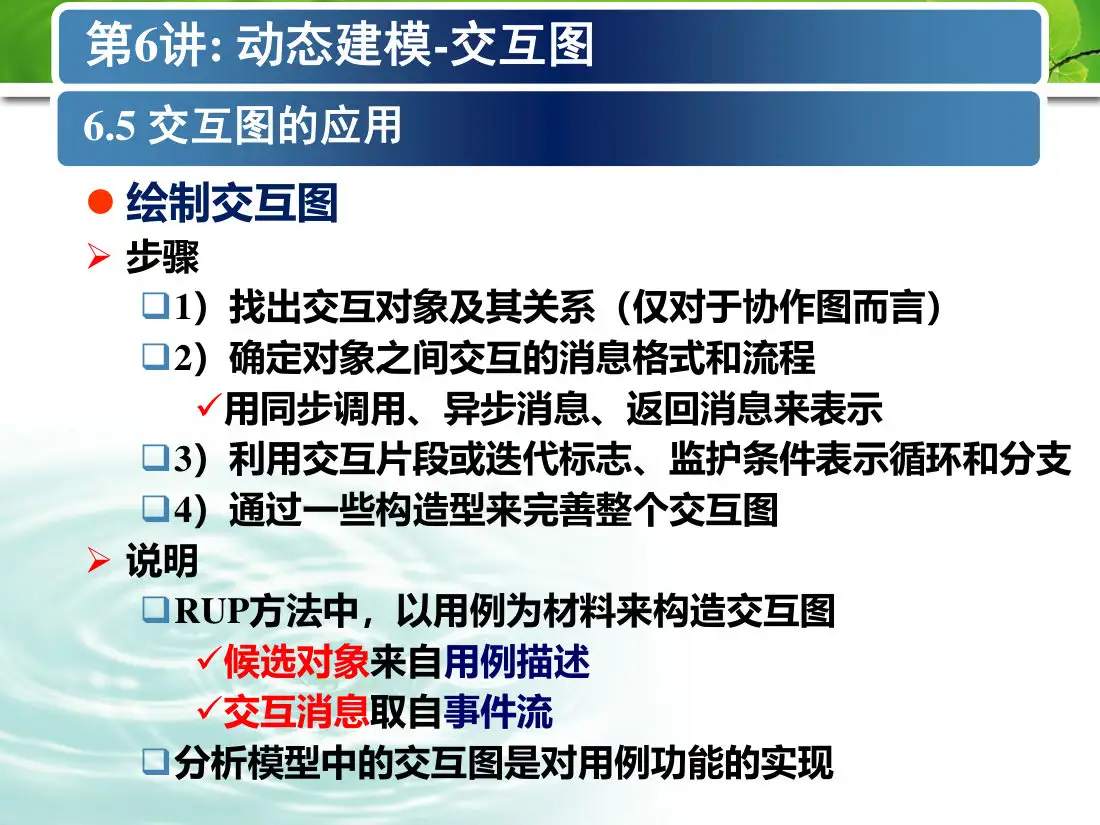 第6讲: 动态建模-交互图
6.5 交互图的应用
绘制交互图
步骤
1）找出交互对象及其关系（仅对于协作图而言）
2）确定对象之间交互的消息格式和流程
用同步调用、异步消息、返回消息来表示
3）利用交互片段或迭代标志、监护条件表示循环和分支
4）通过一些构造型来完善整个交互图
说明
RUP方法中，以用例为材料来构造交互图
候选对象来自用例描述
交互消息取自事件流
分析模型中的交互图是对用例功能的实现